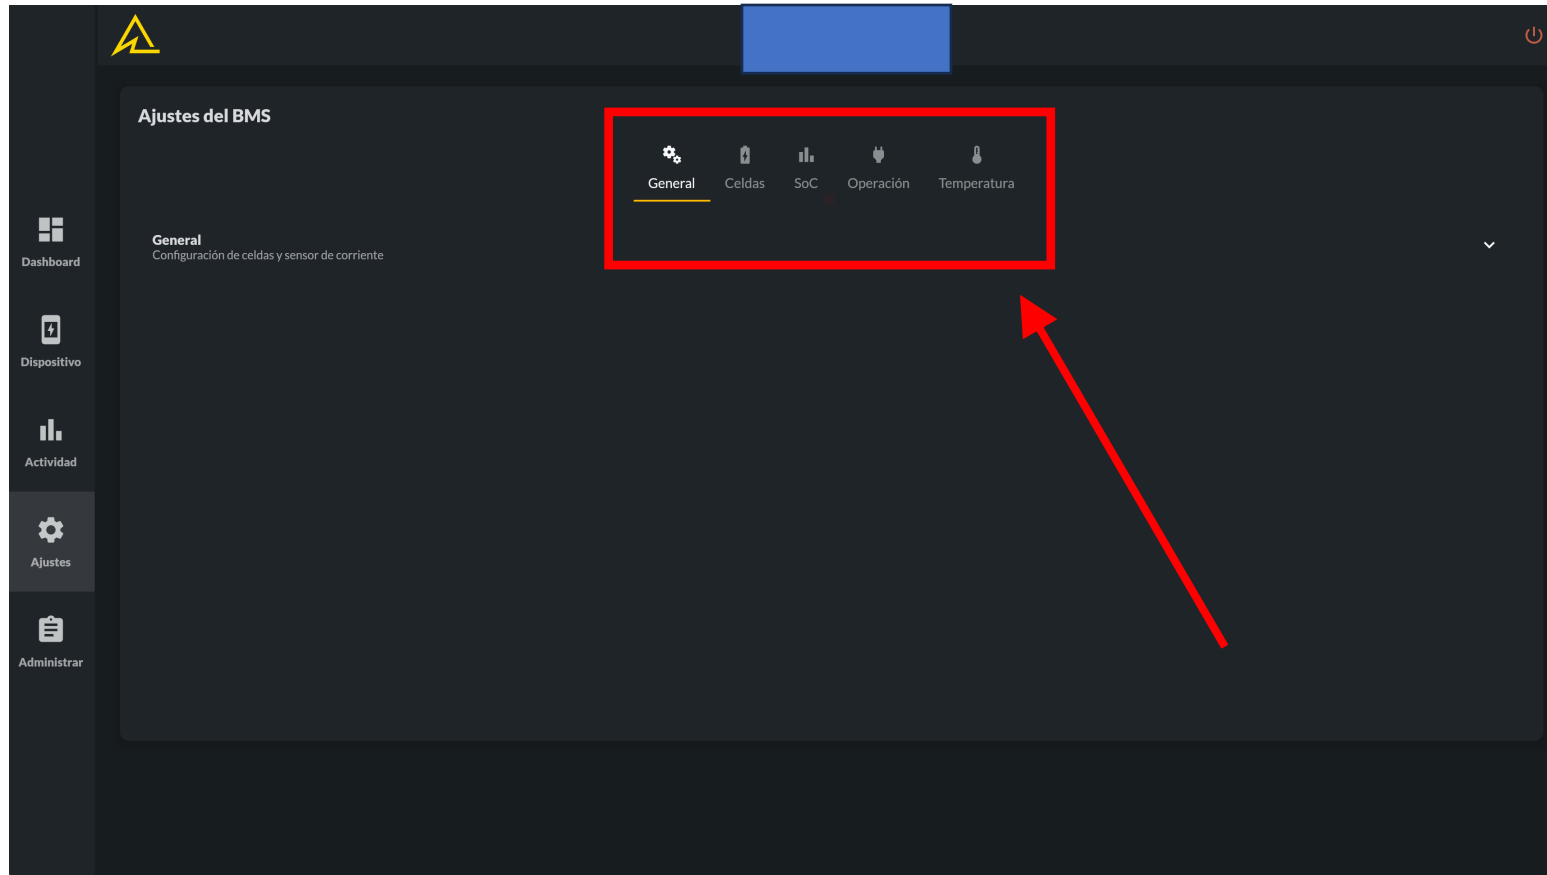 Ajustes del BMS
General
Celdas
SoC
Operación
Temperatura
General
Configuración de celdas y sensor de corriente
Dashboard
Dispositivo
Actividad
Ajustes
Administrar